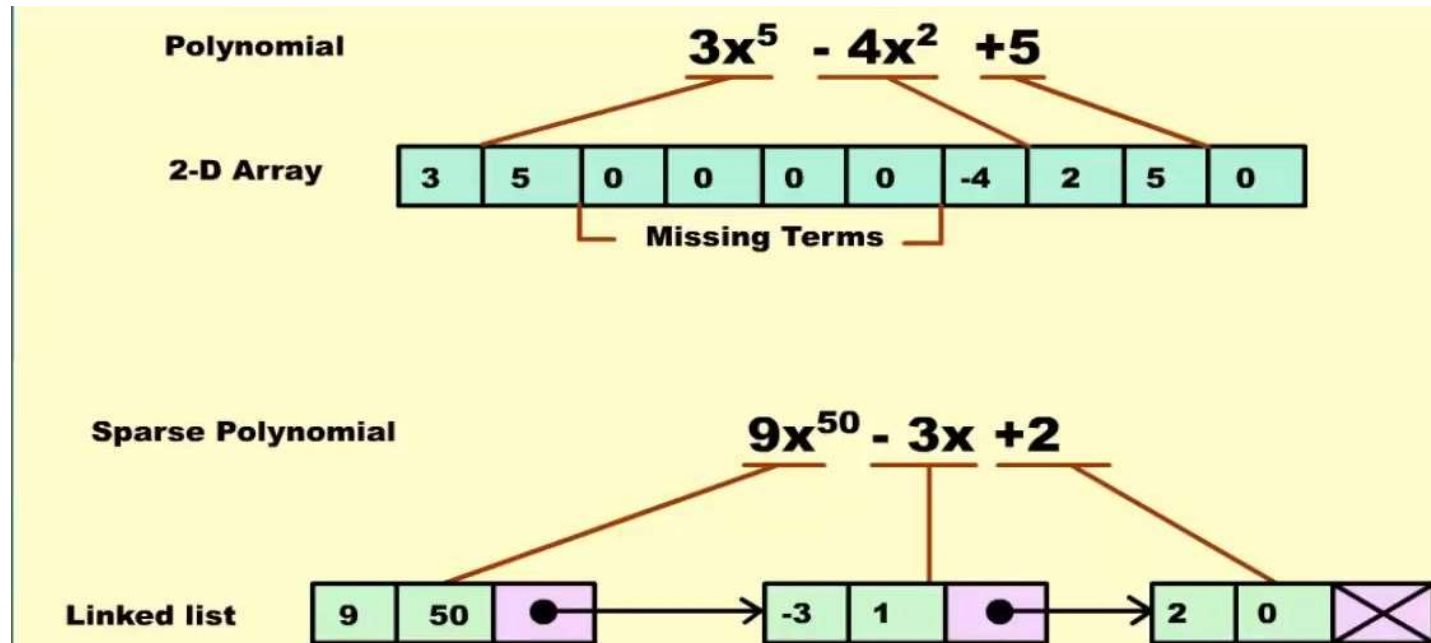 Polynomial 3x⁵ - 4x² +5
2-D Array 3 5 0 0 0 0 -4 2 5 0
Missing Terms
Sparse Polynomial 9x⁵⁰ - 3x +2
Linked list 9 50 -3 1 2 0